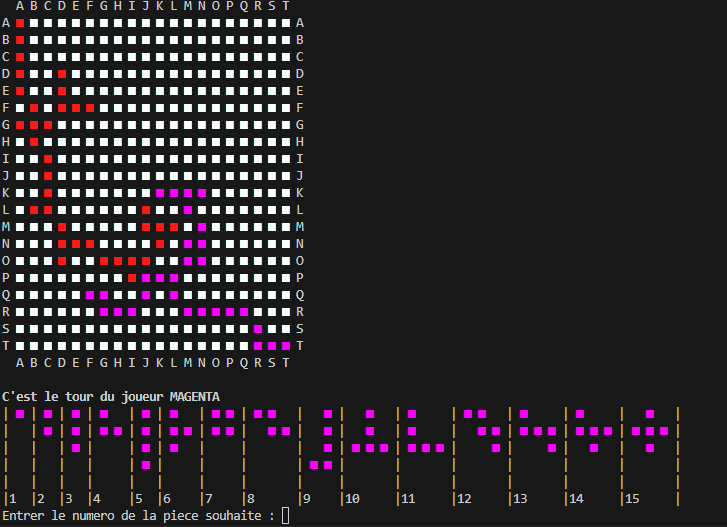 A B C D E F G H I J K L M N O P Q R S T
A A
B B
C C
D D
E E
F F
G G
H H
I I
J J
K K
L L
M M
N N
O O
P P
Q Q
R R
S S
T T
A B C D E F G H I J K L M N O P Q R S T
C'est le tour du joueur MAGENTA
|1 |2 |3 |4 |5 |6 |7 |8 |9 |10 |11 |12 |13 |14 |15 |
Entrer le numero de la piece souhaite :